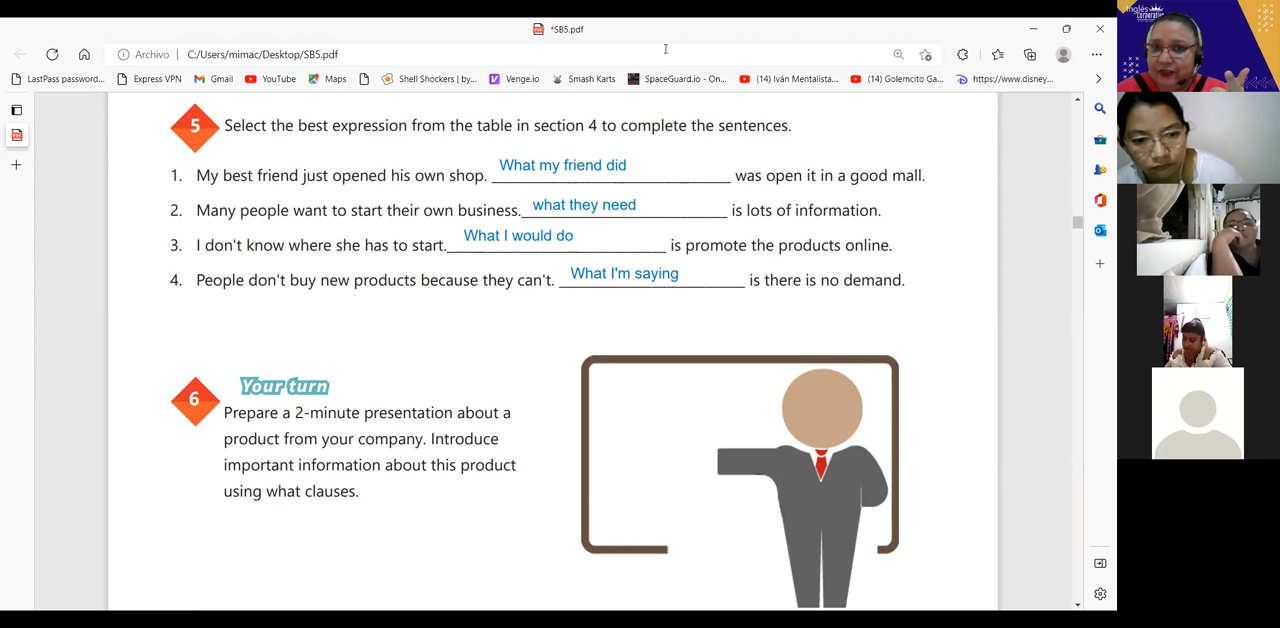 *SB5.pdf
Archivo | C:/Users/mimac/Desktop/SB5.pdf
LastPass password...
Express VPN
Gmail
YouTube
Maps
Shell Shockers | by...
Venge.io
Smash Karts
SpaceGuard.io - On...
(14) Iván Mentalista...
(14) Golemcito Ga...
https://www.disney...
Inglés
Corporativo
5 Select the best expression from the table in section 4 to complete the sentences.
1. My best friend just opened his own shop. What my friend did was open it in a good mall.
2. Many people want to start their own business. what they need is lots of information.
3. I don't know where she has to start. What I would do is promote the products online.
4. People don't buy new products because they can't. What I'm saying is there is no demand.
6 Your turn
Prepare a 2-minute presentation about a
product from your company. Introduce
important information about this product
using what clauses.